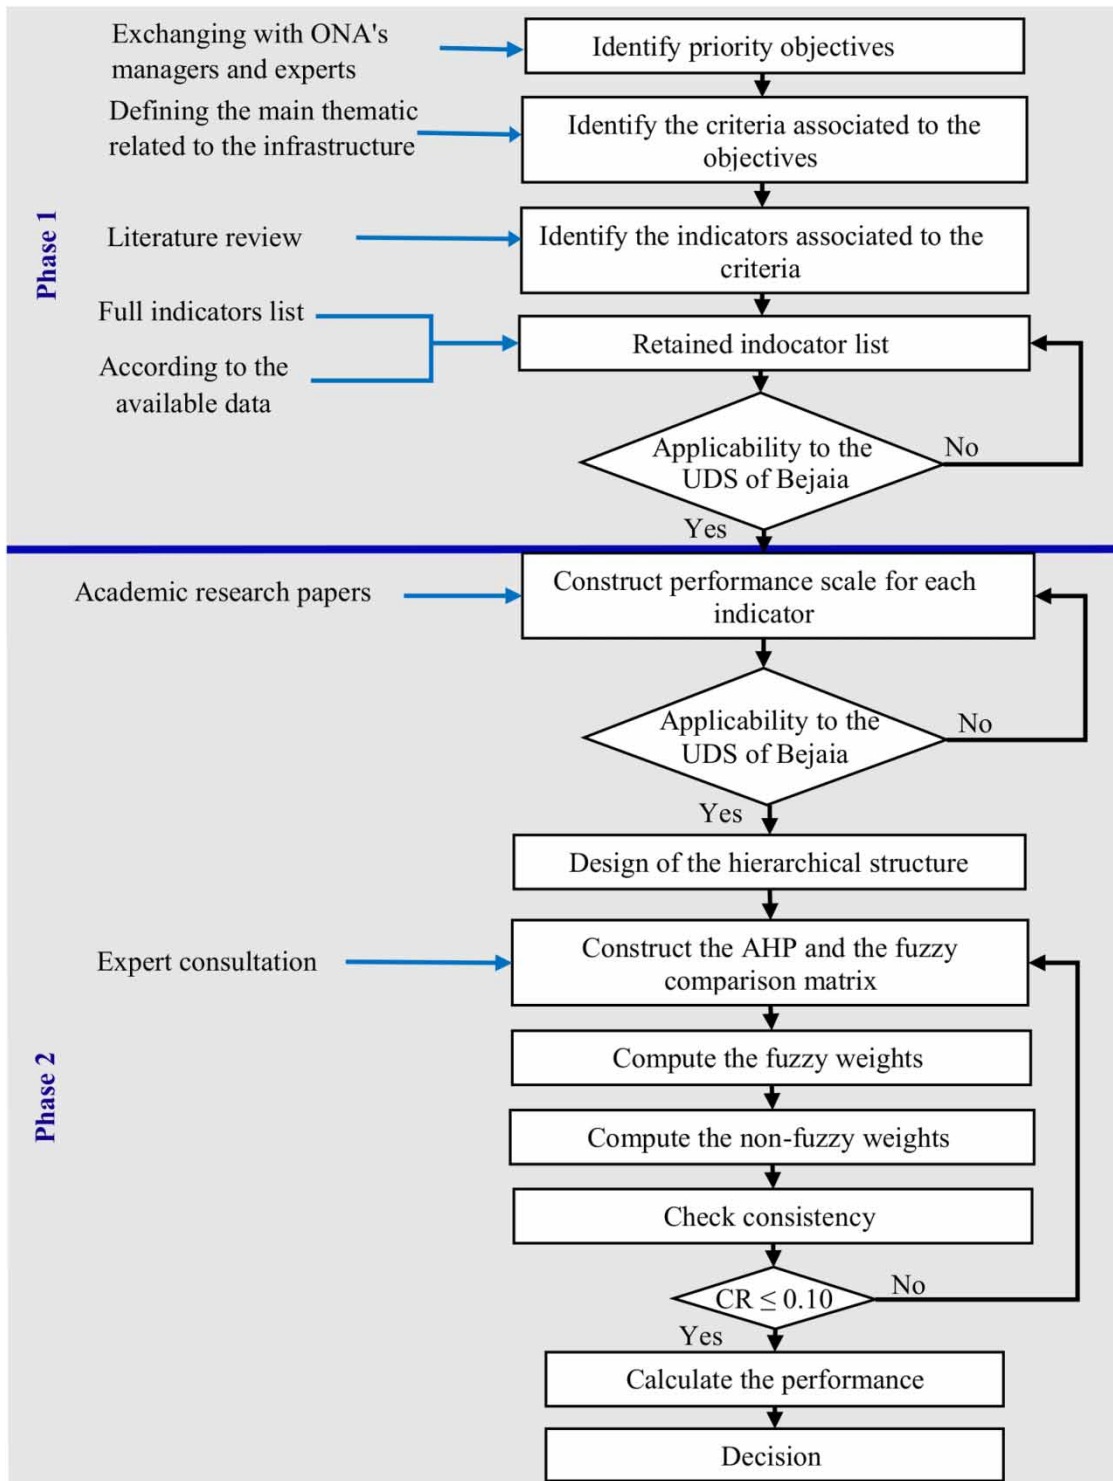 Exchanging with ONA's
managers and experts
Identify priority objectives
Defining the main thematic
related to the infrastructure
Identify the criteria associated to the
objectives
Phase 1
Literature review
Identify the indicators associated to the
criteria
Full indicators list
According to the
available data
Retained indocator list
Applicability to the
UDS of Bejaia
No
Yes
Academic research papers
Construct performance scale for each
indicator
Applicability to the
UDS of Bejaia
No
Yes
Design of the hierarchical structure
Expert consultation
Construct the AHP and the fuzzy
comparison matrix
Phase 2
Compute the fuzzy weights
Compute the non-fuzzy weights
Check consistency
CR ≤ 0.10
No
Yes
Calculate the performance
Decision